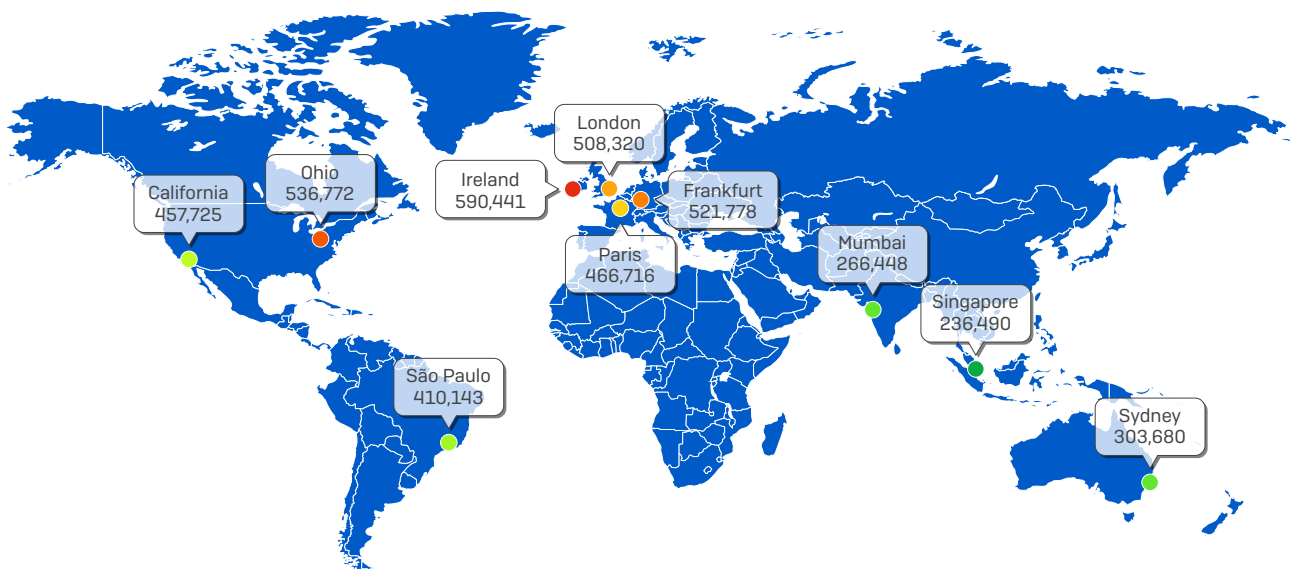 London
508,320
Ohio
536,772
Ireland
590,441
Frankfurt
521,778
California
457,725
Paris
466,716
Mumbai
266,448
Singapore
236,490
São Paulo
410,143
Sydney
303,680